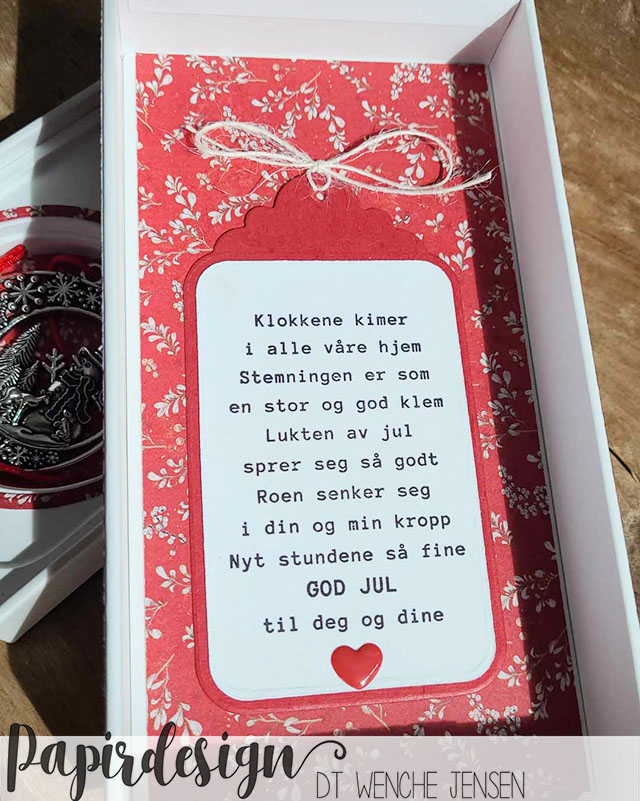 Klokkene kimer
i alle våre hjem
Stemningen er som
en stor og god klem
Lukten av jul
sprer seg så godt
Roen senker seg
i din og min kropp
Nyt stundene så fine
GOD JUL
til deg og dine
Papirdesign
DT WENCHE JENSEN